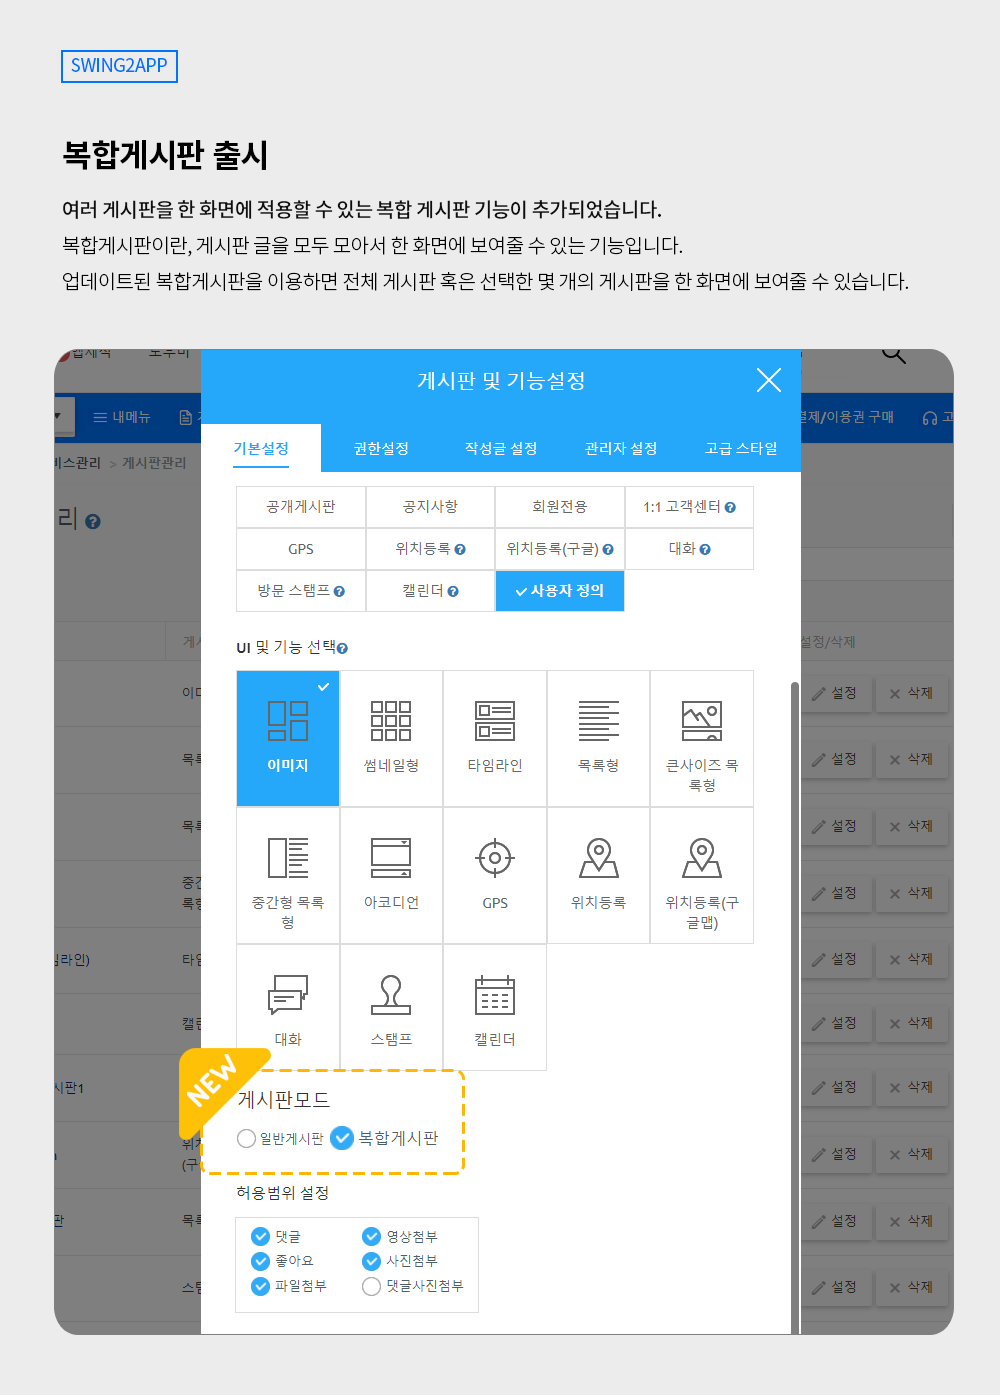 SWING2APP
복합게시판 출시
여러 게시판을 한 화면에 적용할 수 있는 복합 게시판 기능이 추가되었습니다.
복합게시판이란, 게시판 글을 모두 모아서 한 화면에 보여줄 수 있는 기능입니다.
업데이트된 복합게시판을 이용하면 전체 게시판 혹은 선택한 몇 개의 게시판을 한 화면에 보여줄 수 있습니다.
게시판 및 기능설정
내메뉴
결제/이용권 구매
고
기본설정 권한설정 작성글 설정 관리자 설정 고급 스타일
비스관리 > 게시판관리
리
공개게시판 공지사항 회원전용 1:1 고객센터
GPS 위치등록 위치등록(구글) 대화
방문 스탬프 캘린더 사용자 정의
UI 및 기능 선택
설정/삭제
설정 삭제
이미지 썸네일형 타임라인 목록형 큰사이즈 목
록형
설정 삭제
설정 삭제
중간형 목록
형
아코디언 GPS 위치등록 위치등록(구
글맵)
설정 삭제
임라인)
설정 삭제
대화 스탬프 캘린더
설정 삭제
NEW
게시판모드
시판1
설정 삭제
일반게시판 복합게시판
설정 삭제
허용범위 설정
판
설정 삭제
댓글 영상첨부
좋아요 사진첨부
파일첨부 댓글사진첨부
설정 삭제